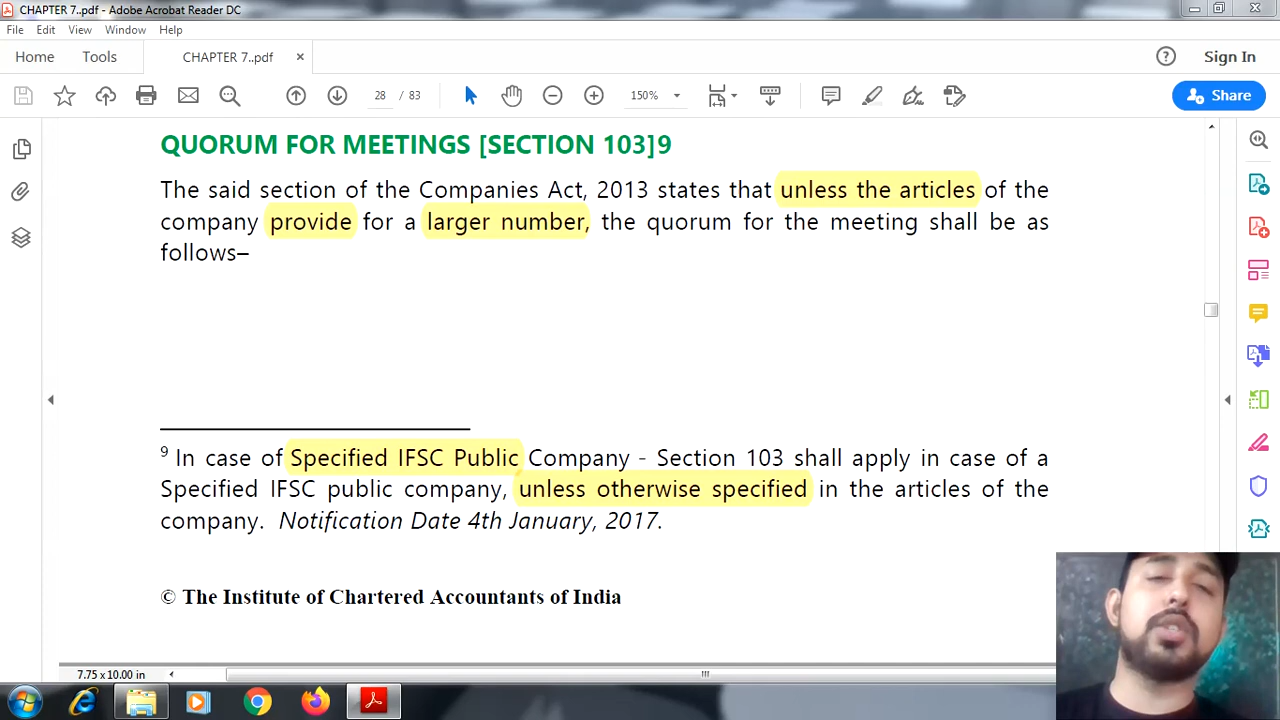 CHAPTER 7..pdf - Adobe Acrobat Reader DC
File Edit View Window Help
Home Tools CHAPTER 7..pdf × Sign In
28 / 83 150% Share
QUORUM FOR MEETINGS [SECTION 103]9
The said section of the Companies Act, 2013 states that unless the articles of the
company provide for a larger number, the quorum for the meeting shall be as
follows–
9 In case of Specified IFSC Public Company - Section 103 shall apply in case of a
Specified IFSC public company, unless otherwise specified in the articles of the
company. Notification Date 4th January, 2017.
© The Institute of Chartered Accountants of India
7.75 x 10.00 in